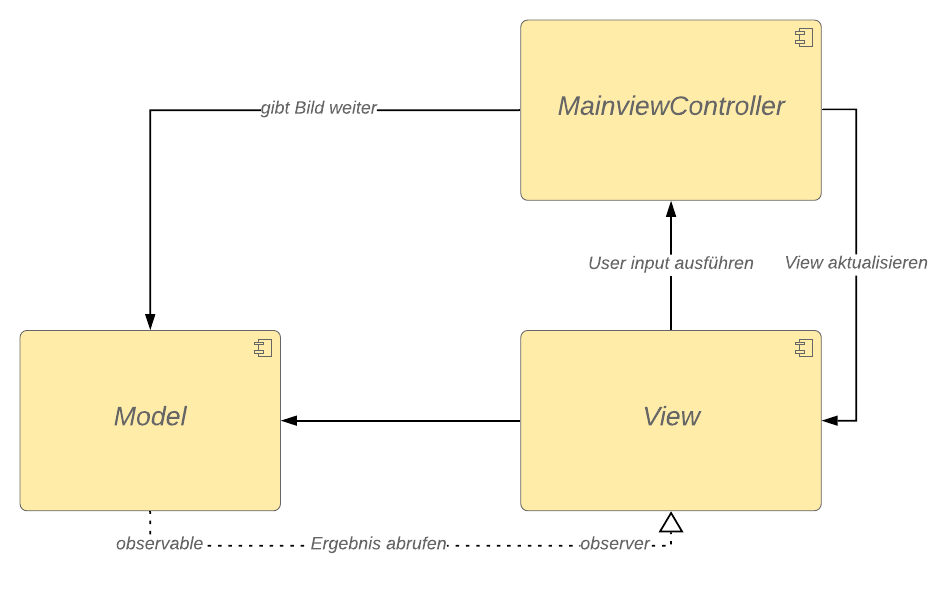 MainviewController
gibt Bild weiter
User input ausführen
View aktualisieren
Model
View
observable
Ergebnis abrufen
observer